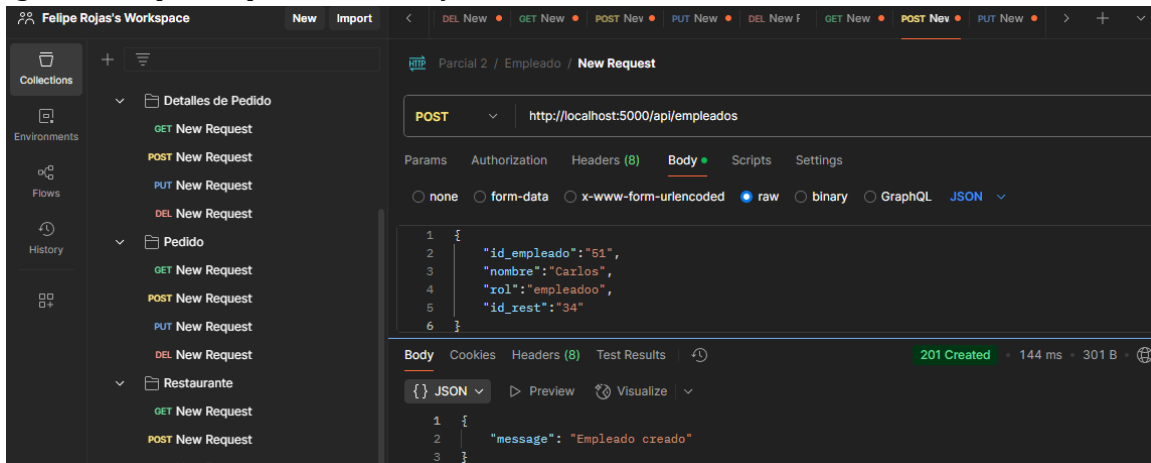 Felipe Rojas's Workspace
New
Import
DEL New
GET New
POST Nev
PUT New
DEL New F
GET New
POST Nev
PUT New
Collections
Environments
Flows
History
Detalles de Pedido
GET New Request
POST New Request
PUT New Request
DEL New Request
Pedido
GET New Request
POST New Request
PUT New Request
DEL New Request
Restaurante
GET New Request
POST New Request
HTTP Parcial 2 / Empleado / New Request
POST http://localhost:5000/api/empleados
Params Authorization Headers (8) Body Scripts Settings
none form-data x-www-form-urlencoded raw binary GraphQL JSON
1 {
2 "id_empleado":"51",
3 "nombre":"Carlos",
4 "rol":"empleadoo",
5 "id_rest":"34"
6 }
Body Cookies Headers (8) Test Results 201 Created 144 ms 301 B
{} JSON Preview Visualize
1 {
2 "message": "Empleado creado"
3 }